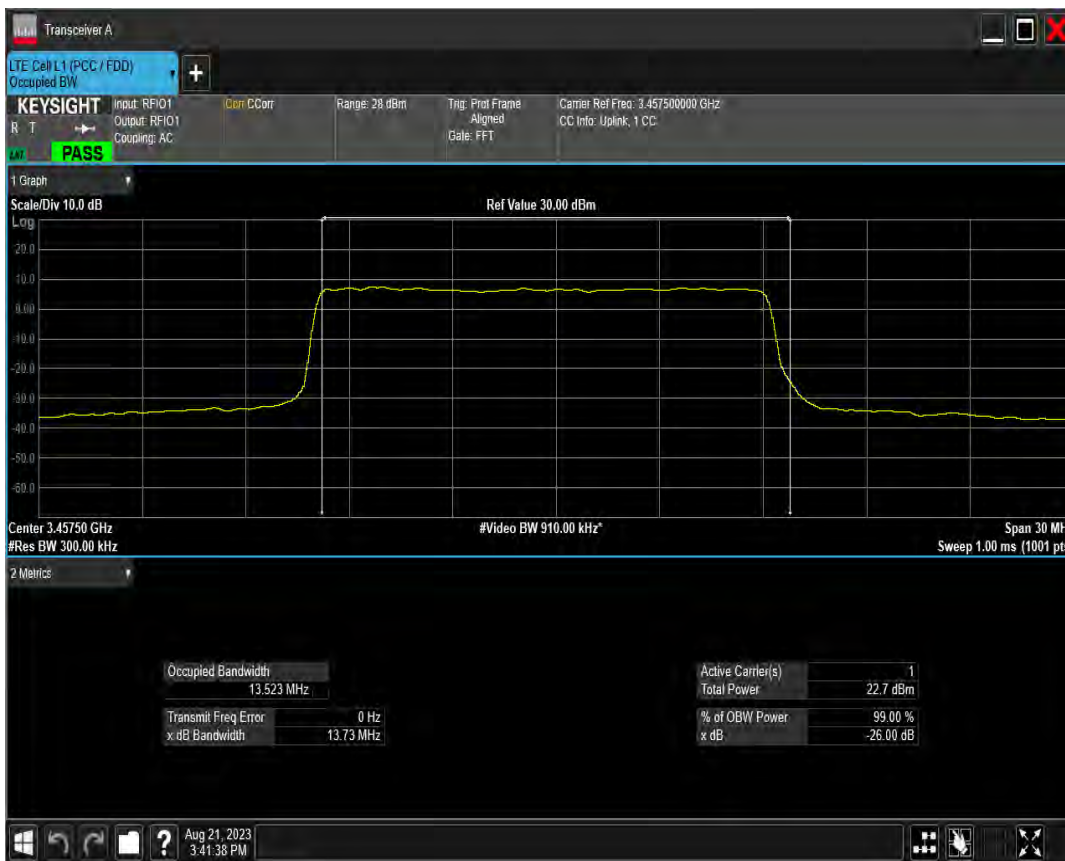 Transceiver A
LTE Cell L1 (PCC / FDD)
Occupied BW
+
KEYSIGHT
R T
PASS
Input: RFIO1
Output: RFIO1
Coupling: AC
Corr CCorr
Range: 28 dBm
Trig: Prot Frame
Aligned
Gate: FFT
Carrier Ref Freq: 3.457500000 GHz
CC Info: Uplink, 1 CC
1 Graph
Scale/Div 10.0 dB
Ref Value 30.00 dBm
Log
20.0
10.0
0.00
-10.0
-20.0
-30.0
-40.0
-50.0
-60.0
Center 3.45750 GHz
#Video BW 910.00 kHz*
Span 30 MH
#Res BW 300.00 kHz
Sweep 1.00 ms (1001 pts
2 Metrics
Occupied Bandwidth
13.523 MHz
Transmit Freq Error 0 Hz
x dB Bandwidth 13.73 MHz
Active Carrier(s) 1
Total Power 22.7 dBm
% of OBW Power 99.00 %
x dB -26.00 dB
?
Aug 21, 2023
3:41:38 PM